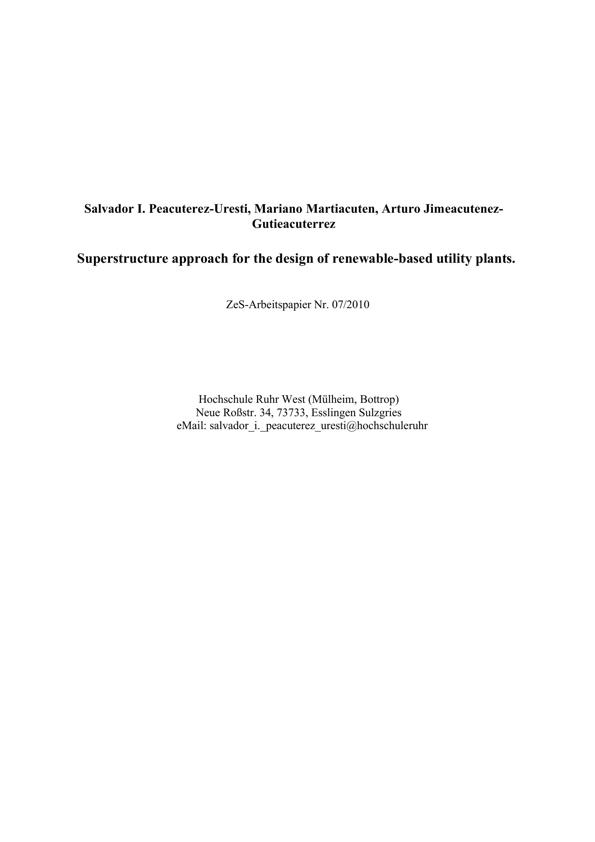 Salvador I. Peacuterez-Uresti, Mariano Martiacuten, Arturo Jimeacutenez-
Gutieacuterrez
Superstructure approach for the design of renewable-based utility plants.
ZeS-Arbeitspapier Nr. 07/2010
Hochschule Ruhr West (Mülheim, Bottrop)
Neue Roßstr. 34, 73733, Esslingen Sulzgries
eMail: salvador_i._peacuterez_uresti@hochschuleruhr